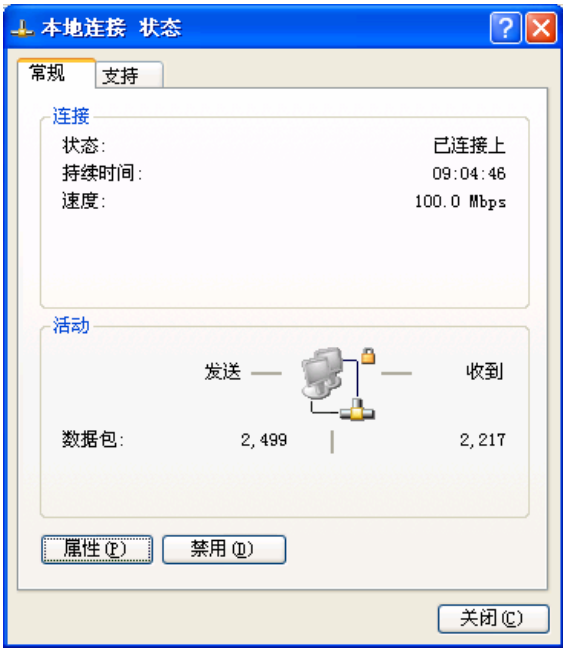 本地连接 状态
常规 支持
连接
状态: 已连接上
持续时间: 09:04:46
速度: 100.0 Mbps
活动
发送 — — 收到
数据包: 2,499 | 2,217
属性(P) 禁用(D)
关闭(C)